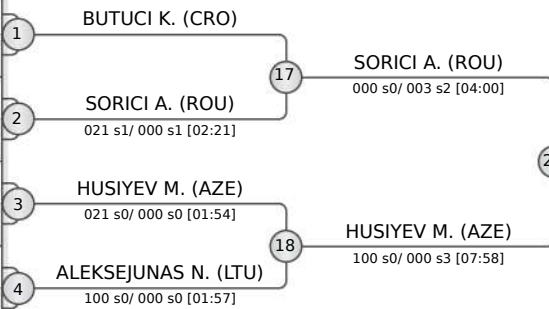 BUTUCI K. (CRO)
1
17
SORICI A. (ROU)
000 s0/ 003 s2 [04:00]
SORICI A. (ROU)
2
021 s1/ 000 s1 [02:21]
HUSIYEV M. (AZE)
3
021 s0/ 000 s0 [01:54]
18
HUSIYEV M. (AZE)
100 s0/ 000 s3 [07:58]
ALEKSEJUNAS N. (LTU)
4
100 s0/ 000 s0 [01:57]